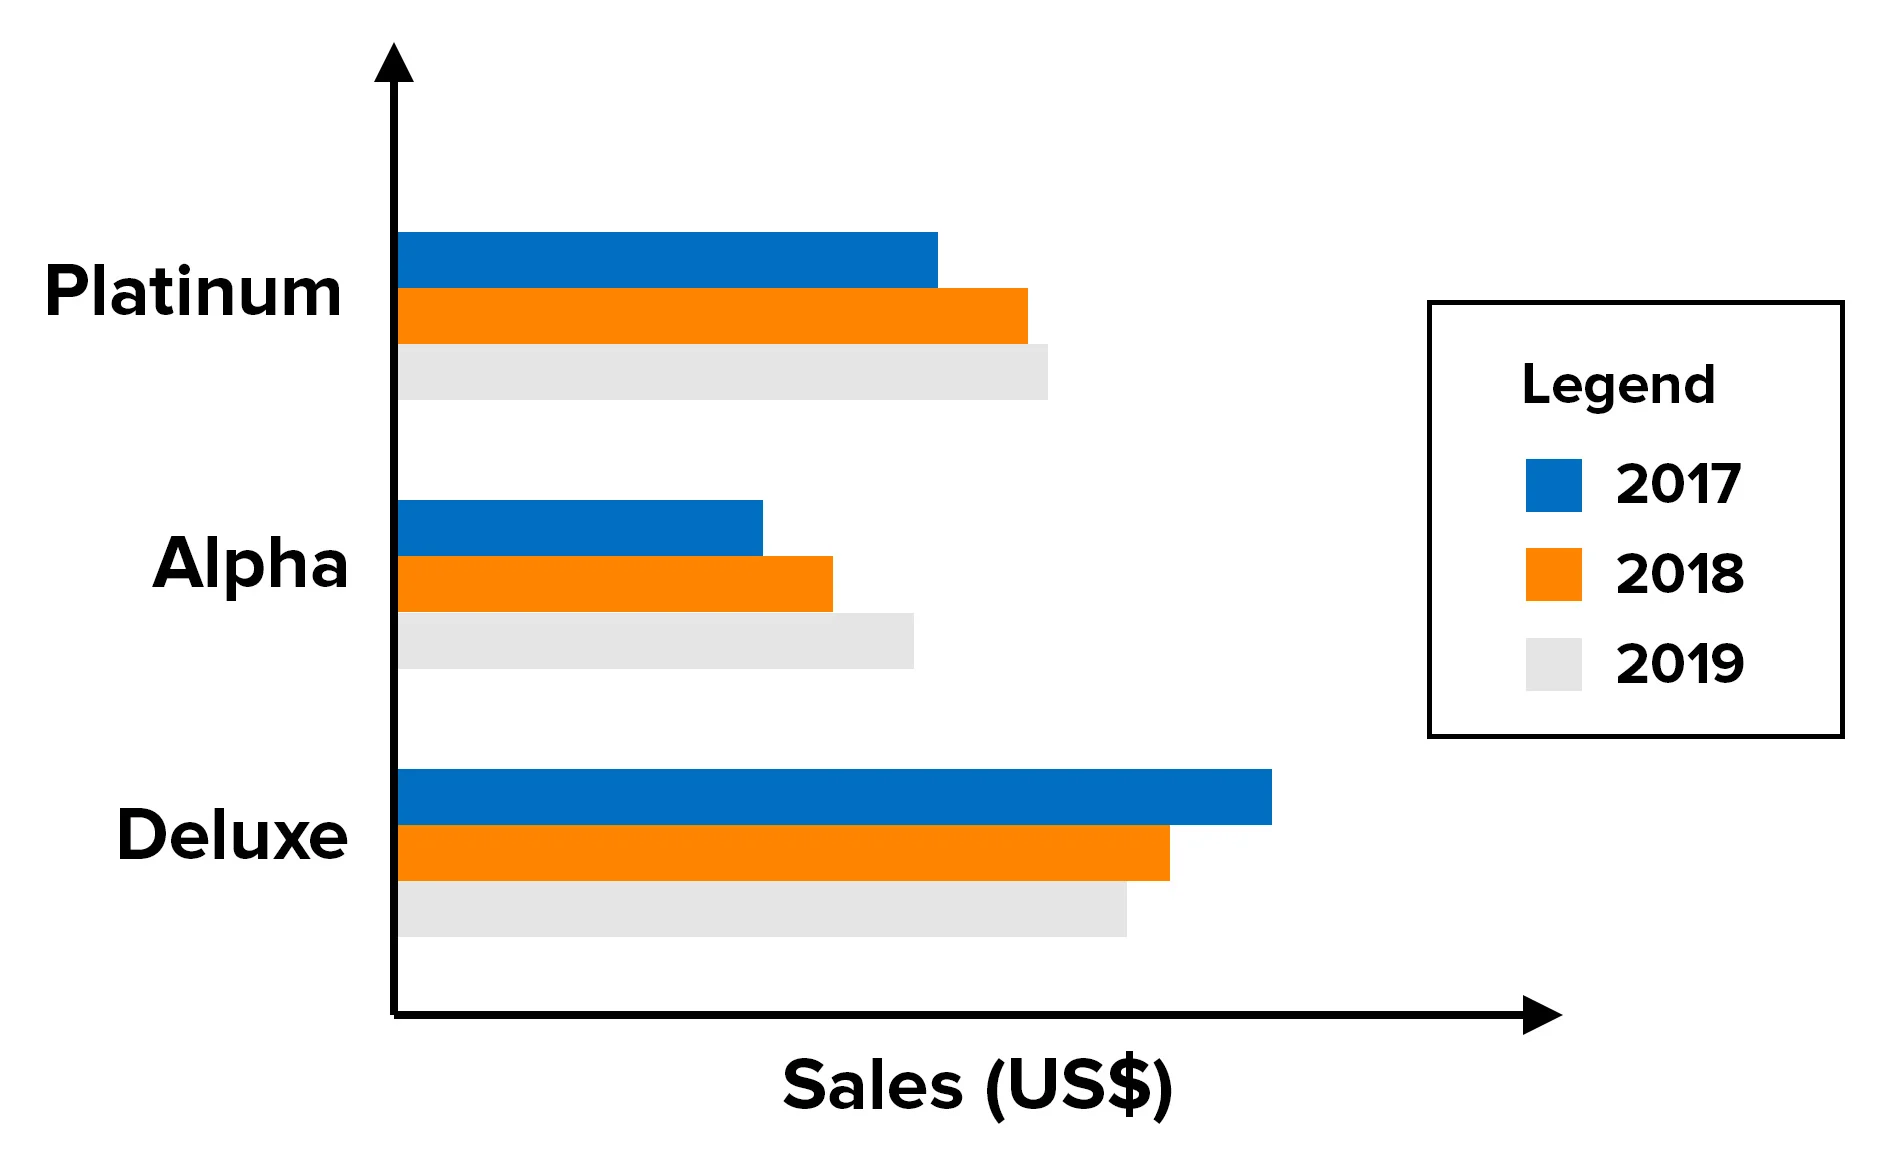 Platinum
Alpha
Deluxe
Sales (US$)
Legend
2017
2018
2019